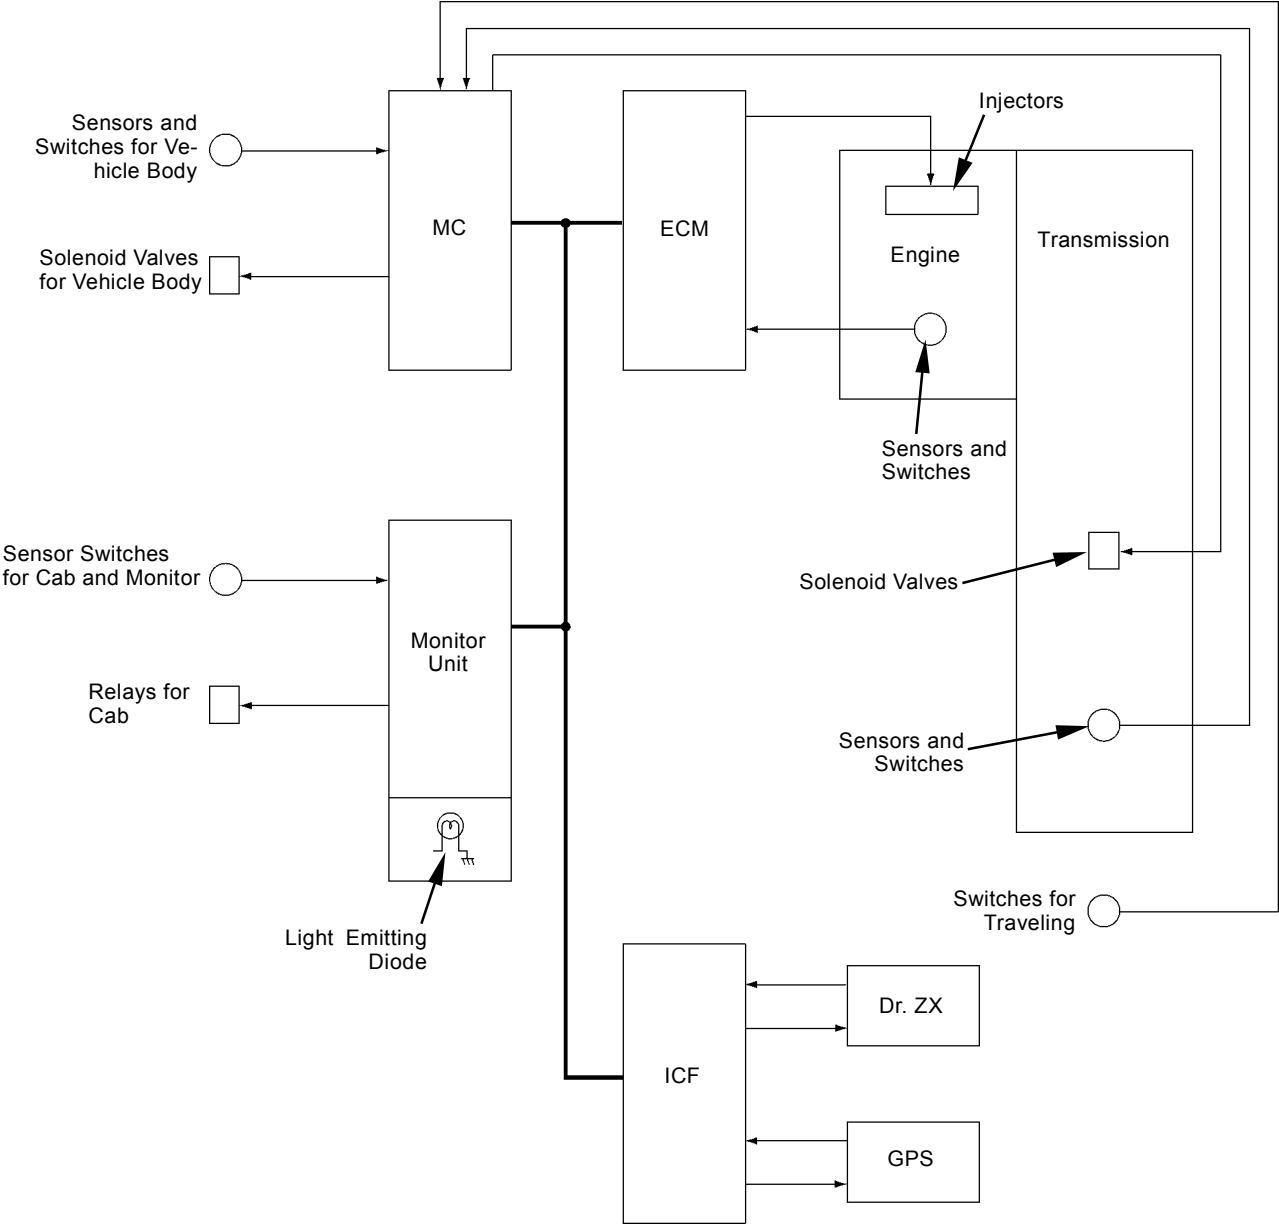 Injectors
Sensors and
Switches for Ve-
hicle Body
MC
ECM
Transmission
Engine
Solenoid Valves
for Vehicle Body
Sensors and
Switches
Sensor Switches
for Cab and Monitor
Solenoid Valves
Monitor
Unit
Relays for
Cab
Sensors and
Switches
Switches for
Traveling
Light Emitting
Diode
Dr. ZX
ICF
GPS